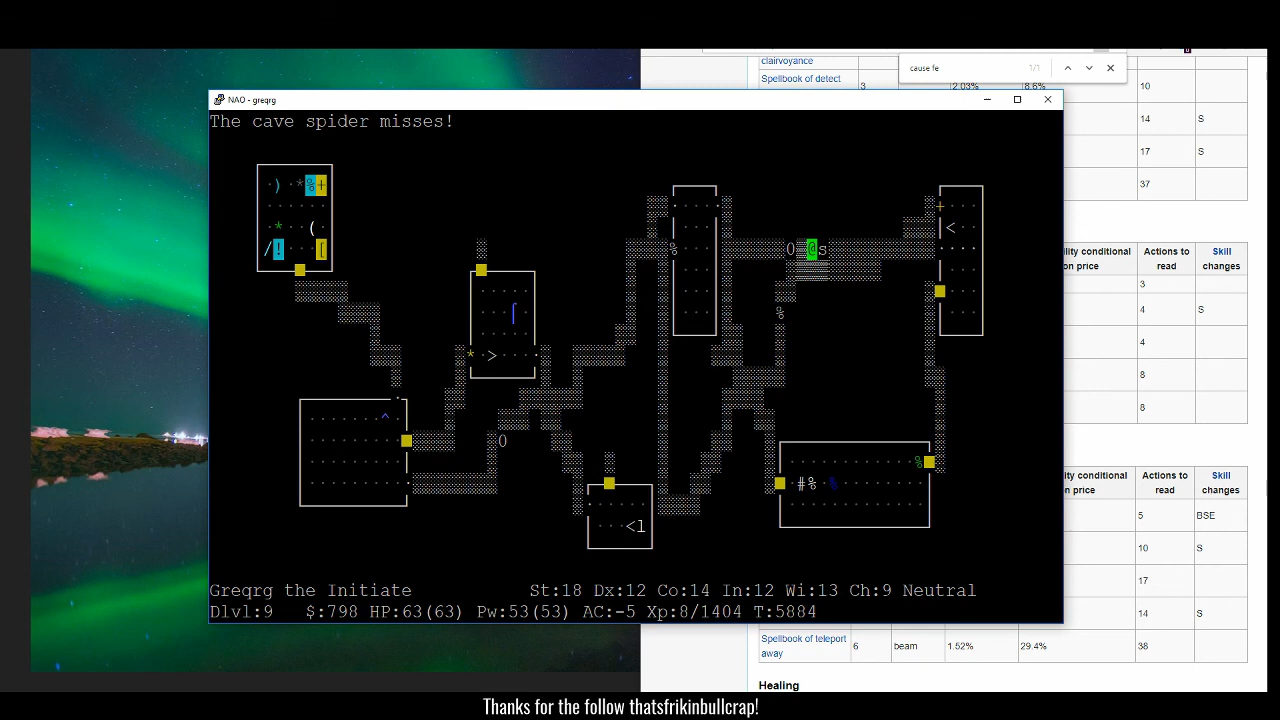 clairvoyance
cause fe
1/1
Spellbook of detect
3
2.03%
8.6%
10
NAO - greqrg
14
S
The cave spider misses!
17
S
37
ility conditional
on price
Actions to
read
Skill
changes
3
4
S
4
8
8
ility conditional
on price
Actions to
read
Skill
changes
5
BSE
10
S
17
Greqrg the Initiate St:18 Dx:12 Co:14 In:12 Wi:13 Ch:9 Neutral
Dlvl:9 $:798 HP:63(63) Pw:53(53) AC:-5 Xp:8/1404 T:5884
14
S
Spellbook of teleport
away
6
beam
1.52%
29.4%
38
Healing
Thanks for the follow thatsfrikinbullcrap!